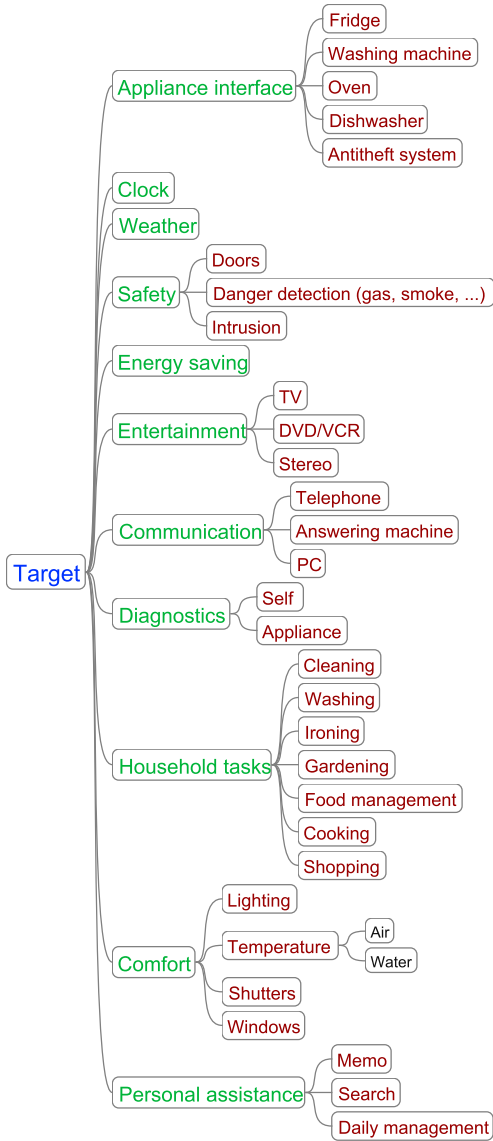 Target
Appliance interface
Fridge
Washing machine
Oven
Dishwasher
Antitheft system
Clock
Weather
Safety
Doors
Danger detection (gas, smoke, ...)
Intrusion
Energy saving
Entertainment
TV
DVD/VCR
Stereo
Communication
Telephone
Answering machine
PC
Diagnostics
Self
Appliance
Household tasks
Cleaning
Washing
Ironing
Gardening
Food management
Cooking
Shopping
Comfort
Lighting
Temperature
Air
Water
Shutters
Windows
Personal assistance
Memo
Search
Daily management